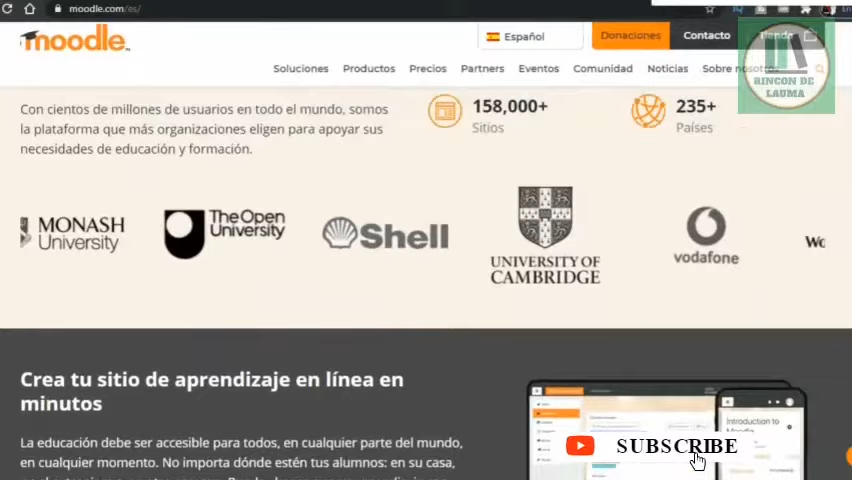 moodle.com/es/
moodle
Español
Donaciones
Contacto
Tienda
Soluciones Productos Precios Partners Eventos Comunidad Noticias Sobre nosotros
RINCON DE
LAUMA
Con cientos de millones de usuarios en todo el mundo, somos
la plataforma que más organizaciones eligen para apoyar sus
necesidades de educación y formación.
158,000+
Sitios
235+
Países
MONASH
University
The Open
University
Shell
UNIVERSITY OF
CAMBRIDGE
vodafone
Crea tu sitio de aprendizaje en línea en
minutos
La educación debe ser accesible para todos, en cualquier parte del mundo,
en cualquier momento. No importa dónde estén tus alumnos: en su casa,
Introduction to
SUBSCRIBE